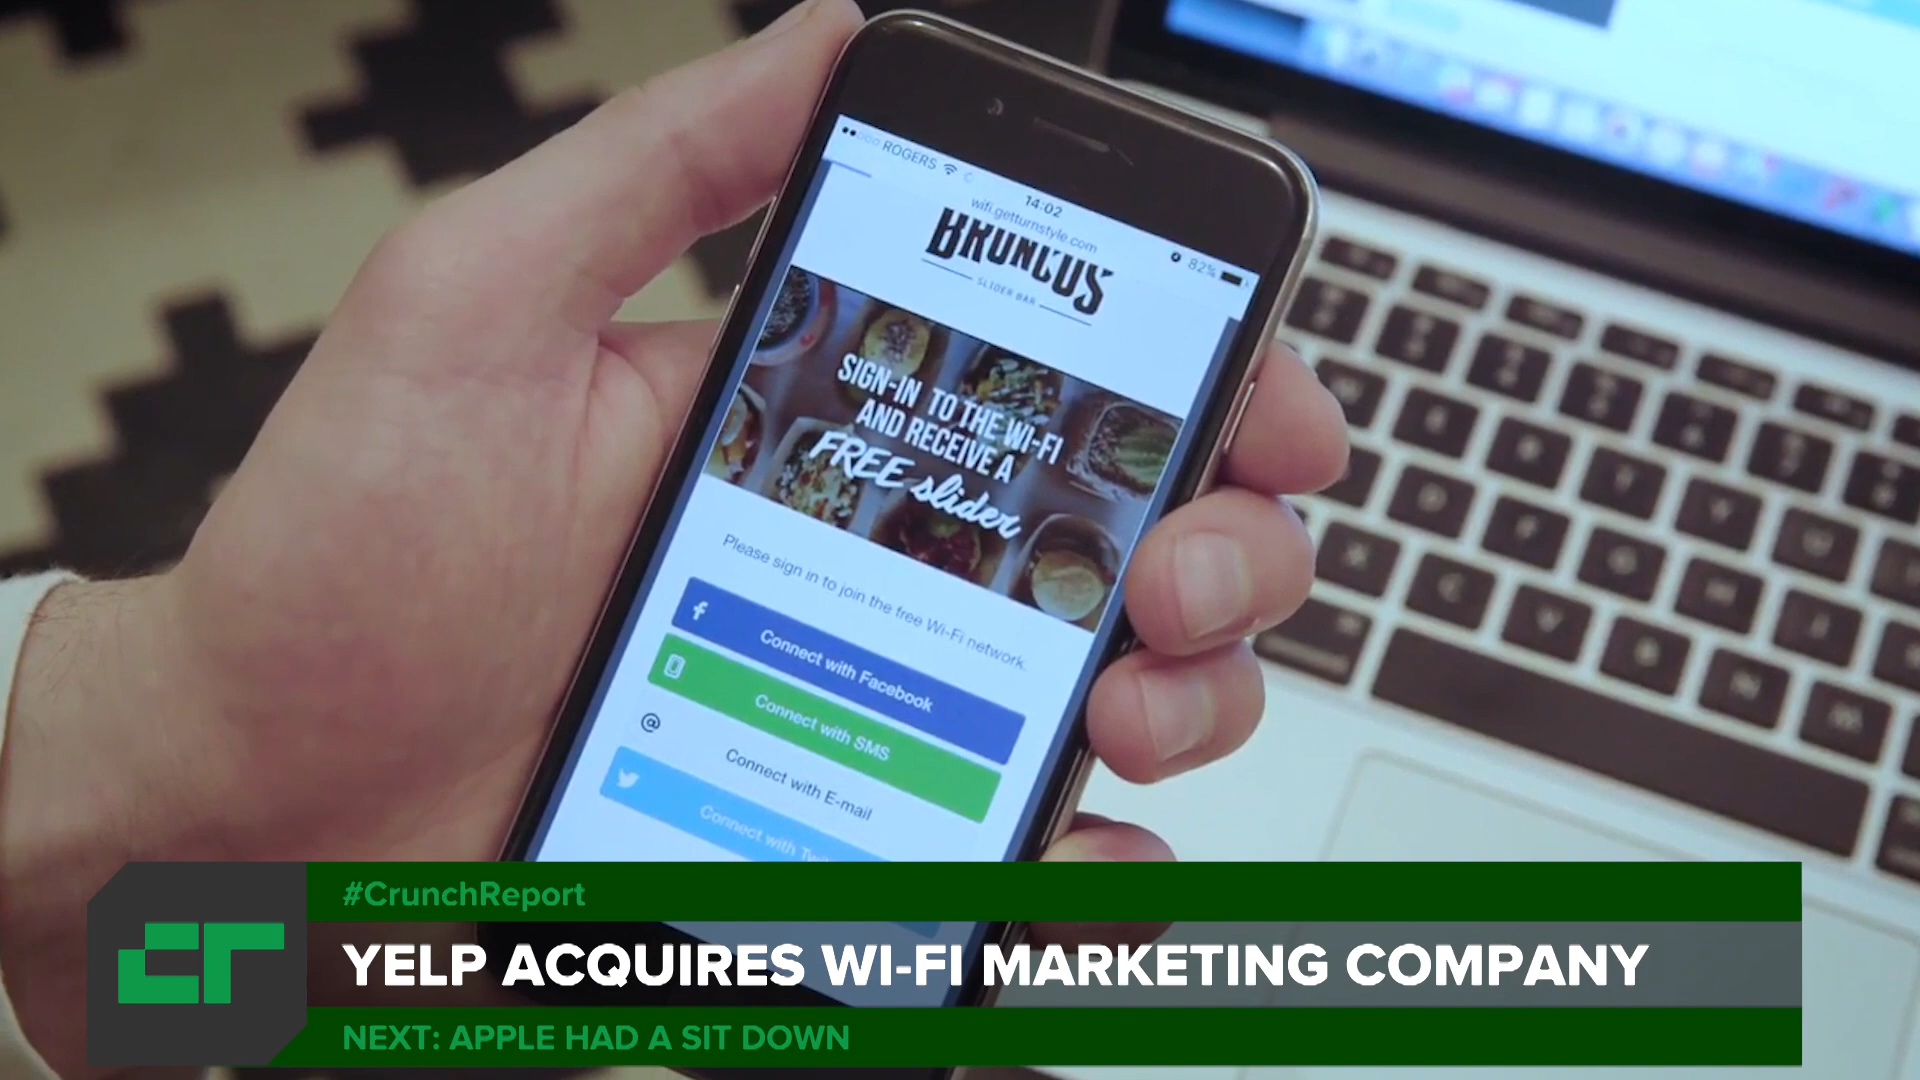 ROGERS
14:02
82%
wifi.getturnstyle.com
BRONCOS
SLIDER BAR
SIGN-IN TO THE WI-FI
AND RECEIVE A
FREE slider
Please sign in to join the free Wi-Fi network.
f
Connect with Facebook
Connect with SMS
@
Connect with E-mail
Connect with
#CrunchReport
YELP ACQUIRES WI-FI MARKETING COMPANY
NEXT: APPLE HAD A SIT DOWN